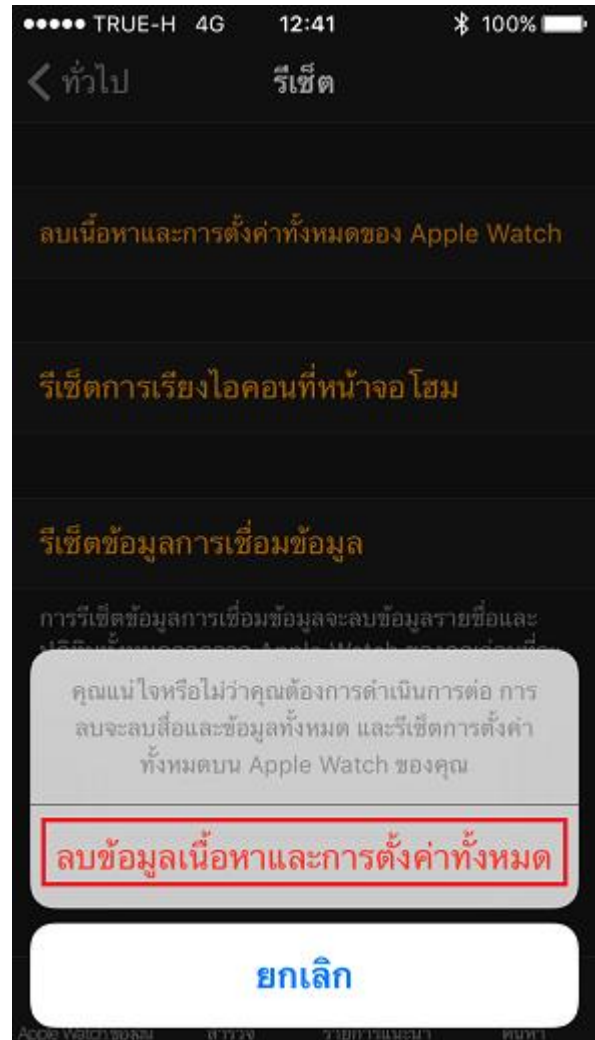 TRUE-H 4G 12:41 100%
ทั่วไป รีเซ็ต
ลบเนื้อหาและการตั้งค่าทั้งหมดของ Apple Watch
รีเซ็ตการเรียงไอคอนที่หน้าจอโฮม
รีเซ็ตข้อมูลการเชื่อมข้อมูล
การรีเซ็ตข้อมูลการเชื่อมข้อมูลจะลบข้อมูลรายชื่อและ
คุณแน่ใจหรือไม่ว่าคุณต้องการดำเนินการต่อ การ
ลบจะลบสื่อและข้อมูลทั้งหมด และรีเซ็ตการตั้งค่า
ทั้งหมดบน Apple Watch ของคุณ
ลบข้อมูลเนื้อหาและการตั้งค่าทั้งหมด
ยกเลิก